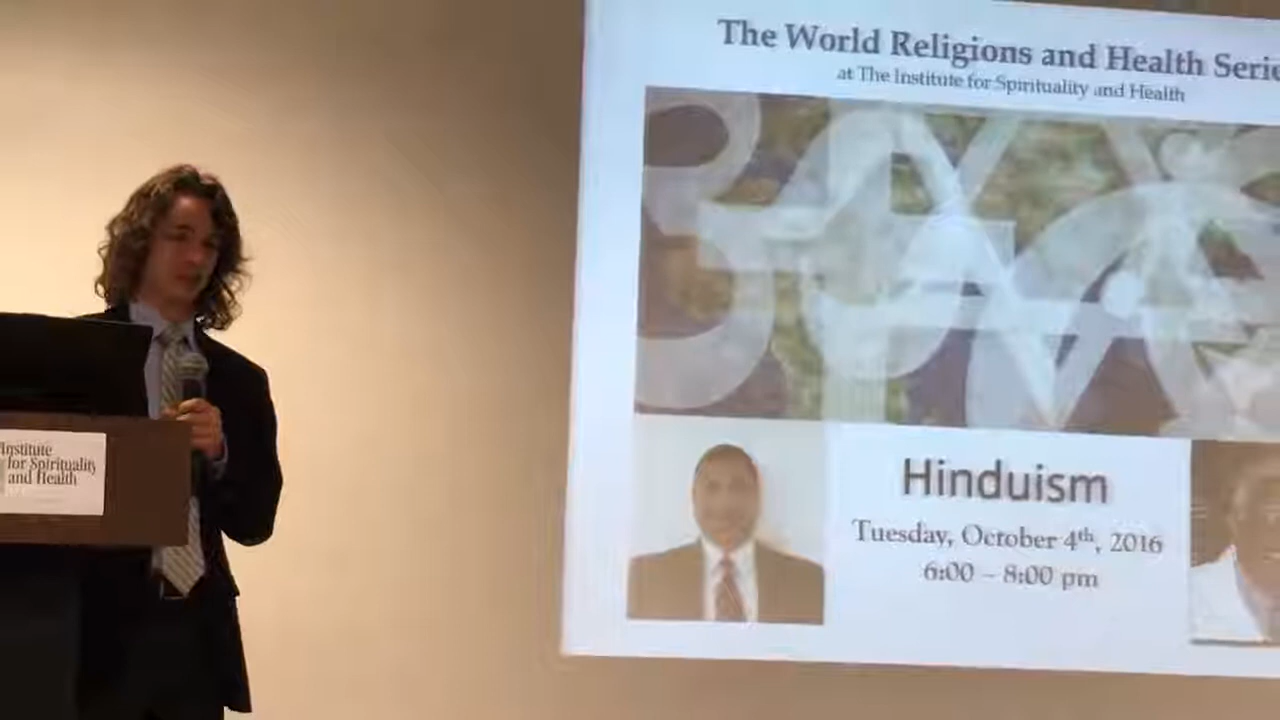 The World Religions and Health Serie
at The Institute for Spirituality and Health
Hinduism
Tuesday, October 4th, 2016
6:00 – 8:00 pm
Institute
for Spirituality
and Health